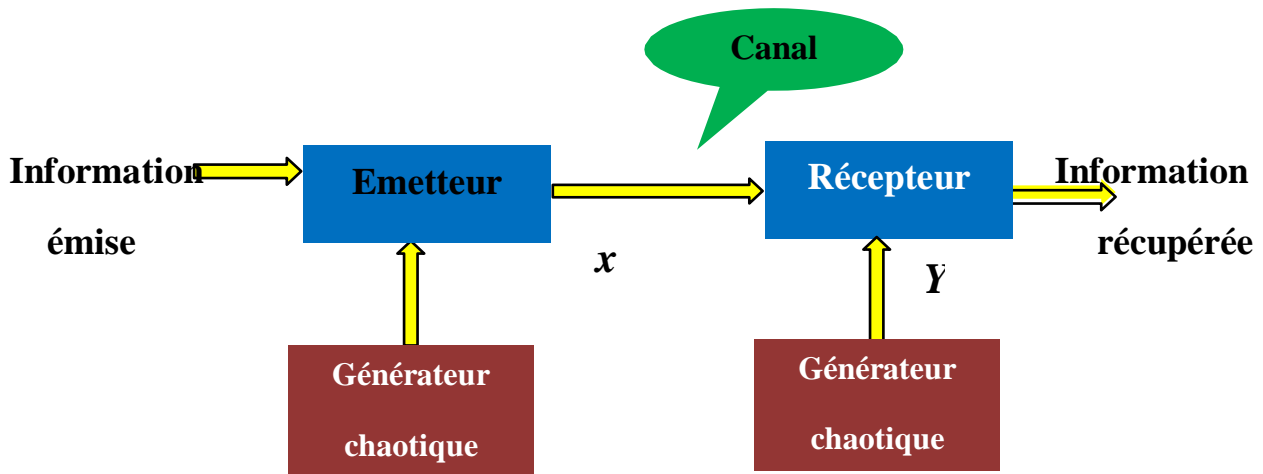 Canal
Information
émise
Emetteur
x
Récepteur
Y
Information
récupérée
Générateur
chaotique
Générateur
chaotique